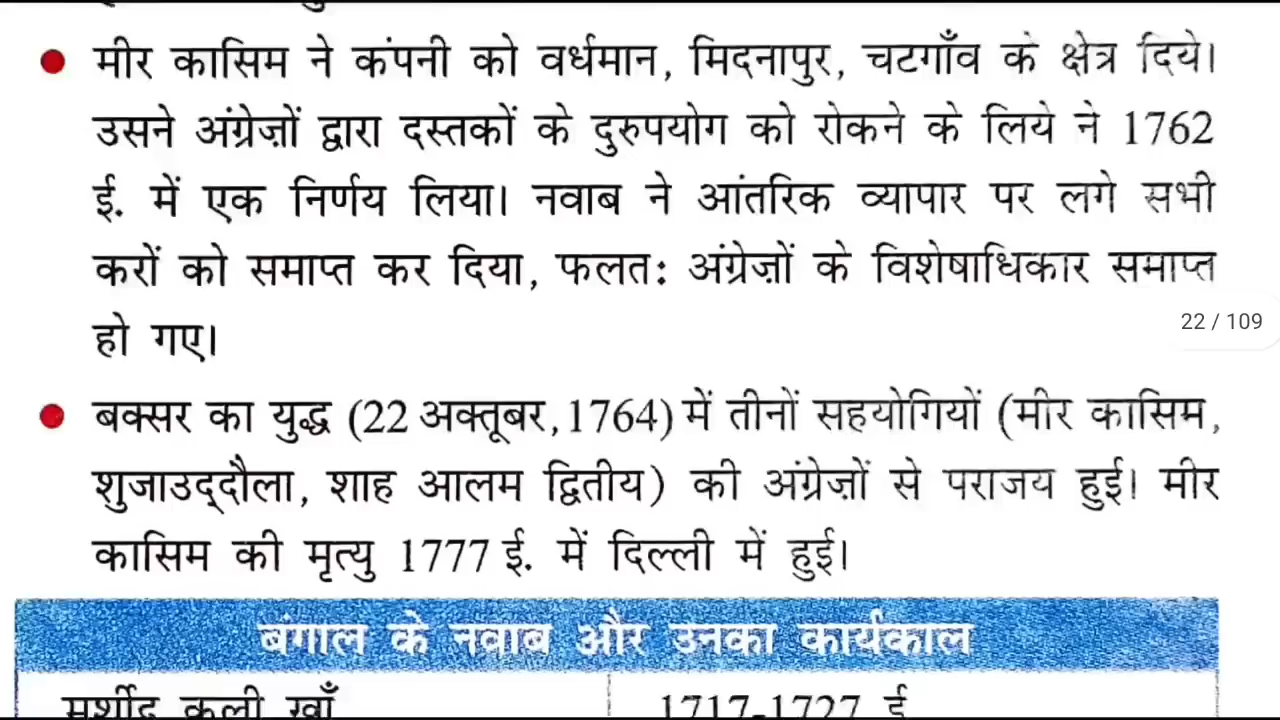 मीर कासिम ने कंपनी को वर्धमान, मिदनापुर, चटगाँव के क्षेत्र दिये।
उसने अंग्रेज़ों द्वारा दस्तकों के दुरुपयोग को रोकने के लिये ने 1762
ई. में एक निर्णय लिया। नवाब ने आंतरिक व्यापार पर लगे सभी
करों को समाप्त कर दिया, फलतः अंग्रेज़ों के विशेषाधिकार समाप्त
हो गए।
22 / 109
बक्सर का युद्ध (22 अक्तूबर, 1764) में तीनों सहयोगियों (मीर कासिम,
शुजाउद्दौला, शाह आलम द्वितीय) की अंग्रेज़ों से पराजय हुई। मीर
कासिम की मृत्यु 1777 ई. में दिल्ली में हुई।
बंगाल के नवाब और उनका कार्यकाल
मुर्शीद कुली खाँ 1717-1727 ई